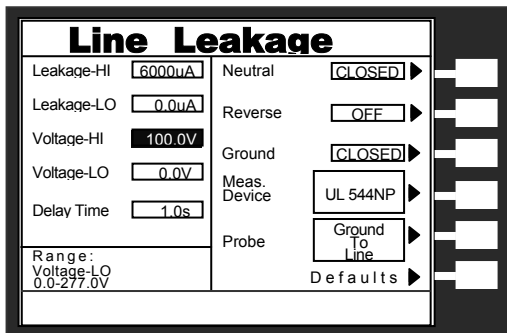 Line Leakage
Leakage-HI 6000uA
Leakage-LO 0.0uA
Voltage-HI 100.0V
Voltage-LO 0.0V
Delay Time 1.0s
Range:
Voltage-LO
0.0-277.0V
Neutral CLOSED
Reverse OFF
Ground CLOSED
Meas.
Device UL 544NP
Probe Ground
To
Line
Defaults